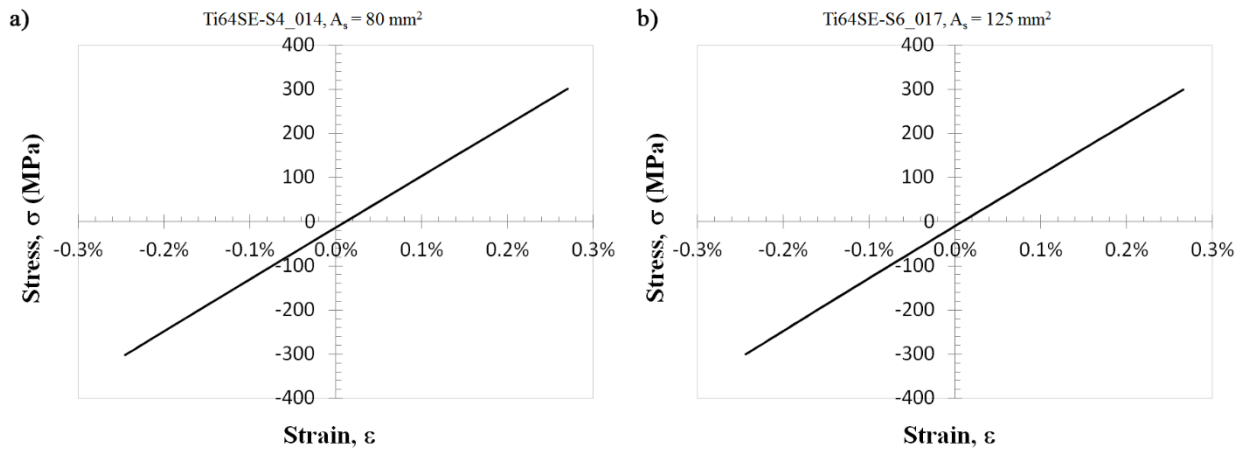 a) Ti64SE-S4_014, Aₛ = 80 mm²
400
300
200
100
0
-0.3% -0.2% -0.1% 0.0% 0.1% 0.2% 0.3%
-100
-200
-300
-400
Stress, σ (MPa)
Strain, ε
b) Ti64SE-S6_017, Aₛ = 125 mm²
400
300
200
100
0
-0.3% -0.2% -0.1% 0.0% 0.1% 0.2% 0.3%
-100
-200
-300
-400
Stress, σ (MPa)
Strain, ε